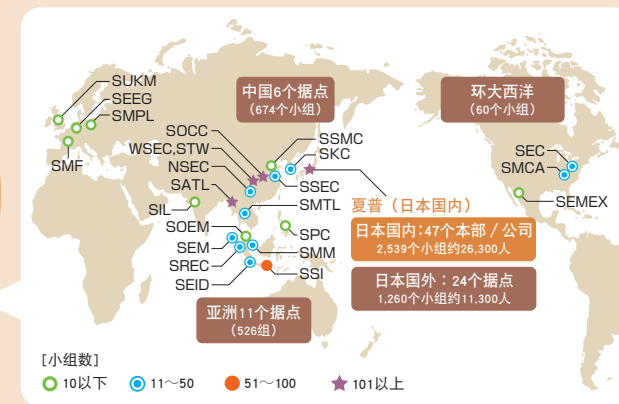 SUKM
SEEG
SMPL
SMF
中国6个据点
（674个小组）
环大西洋
（60个小组）
SOCC
WSEC,STW
NSEC
SATL
SSMC
SKC
SSEC
SMTL
SIL
SOEM
SEM
SREC
SEID
SPC
SMM
SSI
SEC
SMCA
SEMEX
夏普（日本国内）
日本国内：47个本部／公司
2,539个小组约26,300人
日本国外：24个据点
1,260个小组约11,300人
亚洲11个据点
（526组）
[小组数]
10以下
11～50
51～100
101以上